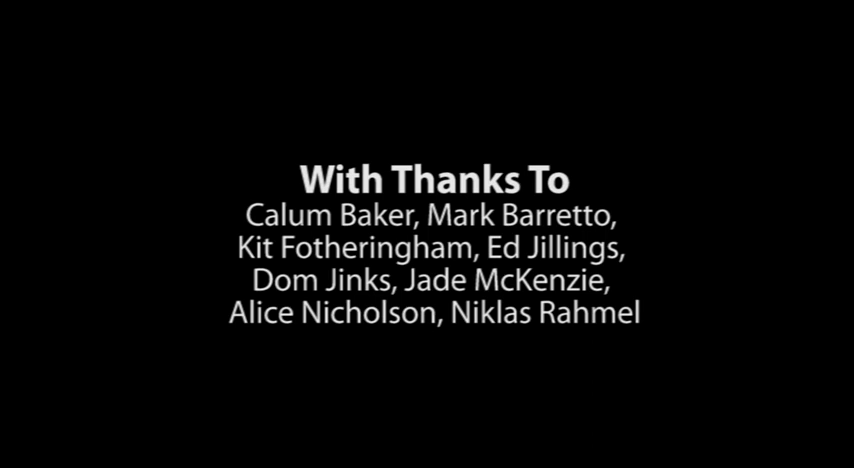 With Thanks To
Calum Baker, Mark Barretto,
Kit Fotheringham, Ed Jillings,
Dom Jinks, Jade McKenzie,
Alice Nicholson, Niklas Rahmel